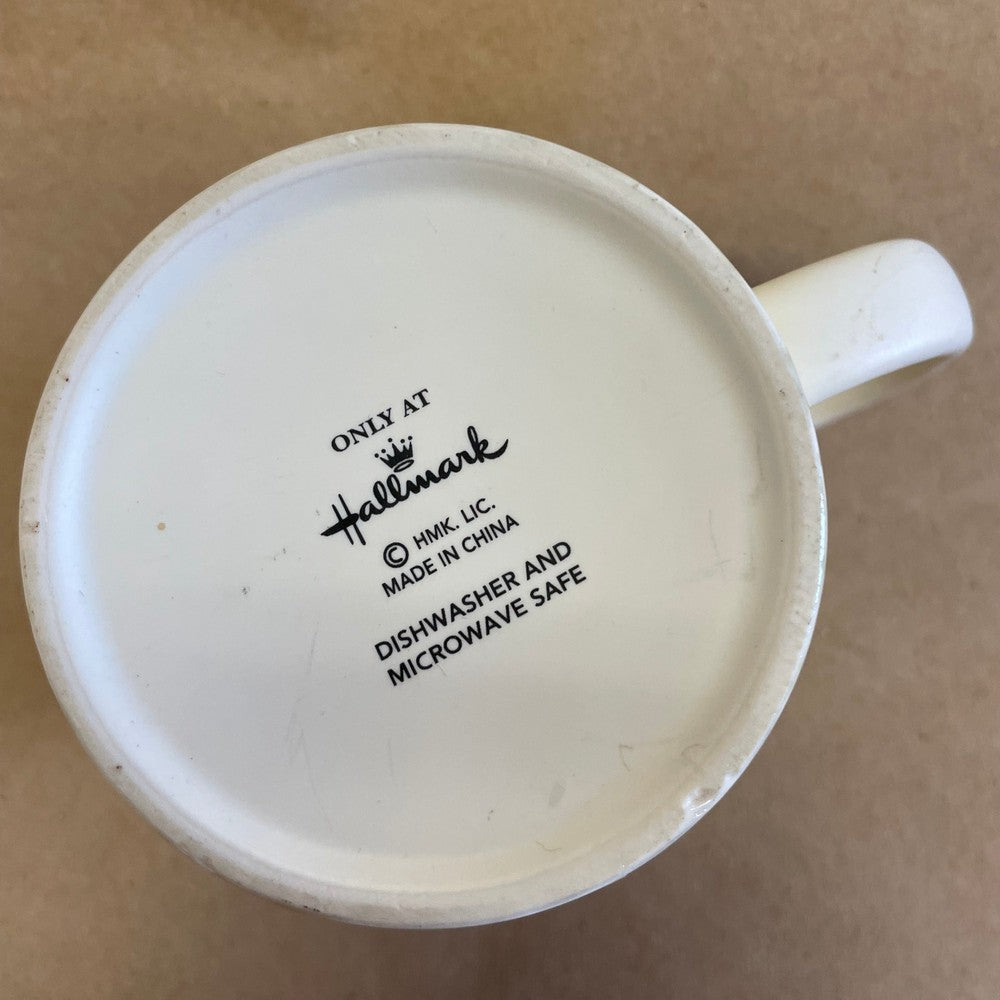 ONLY AT
Hallmark
© HMK. LIC.
MADE IN CHINA
DISHWASHER AND
MICROWAVE SAFE